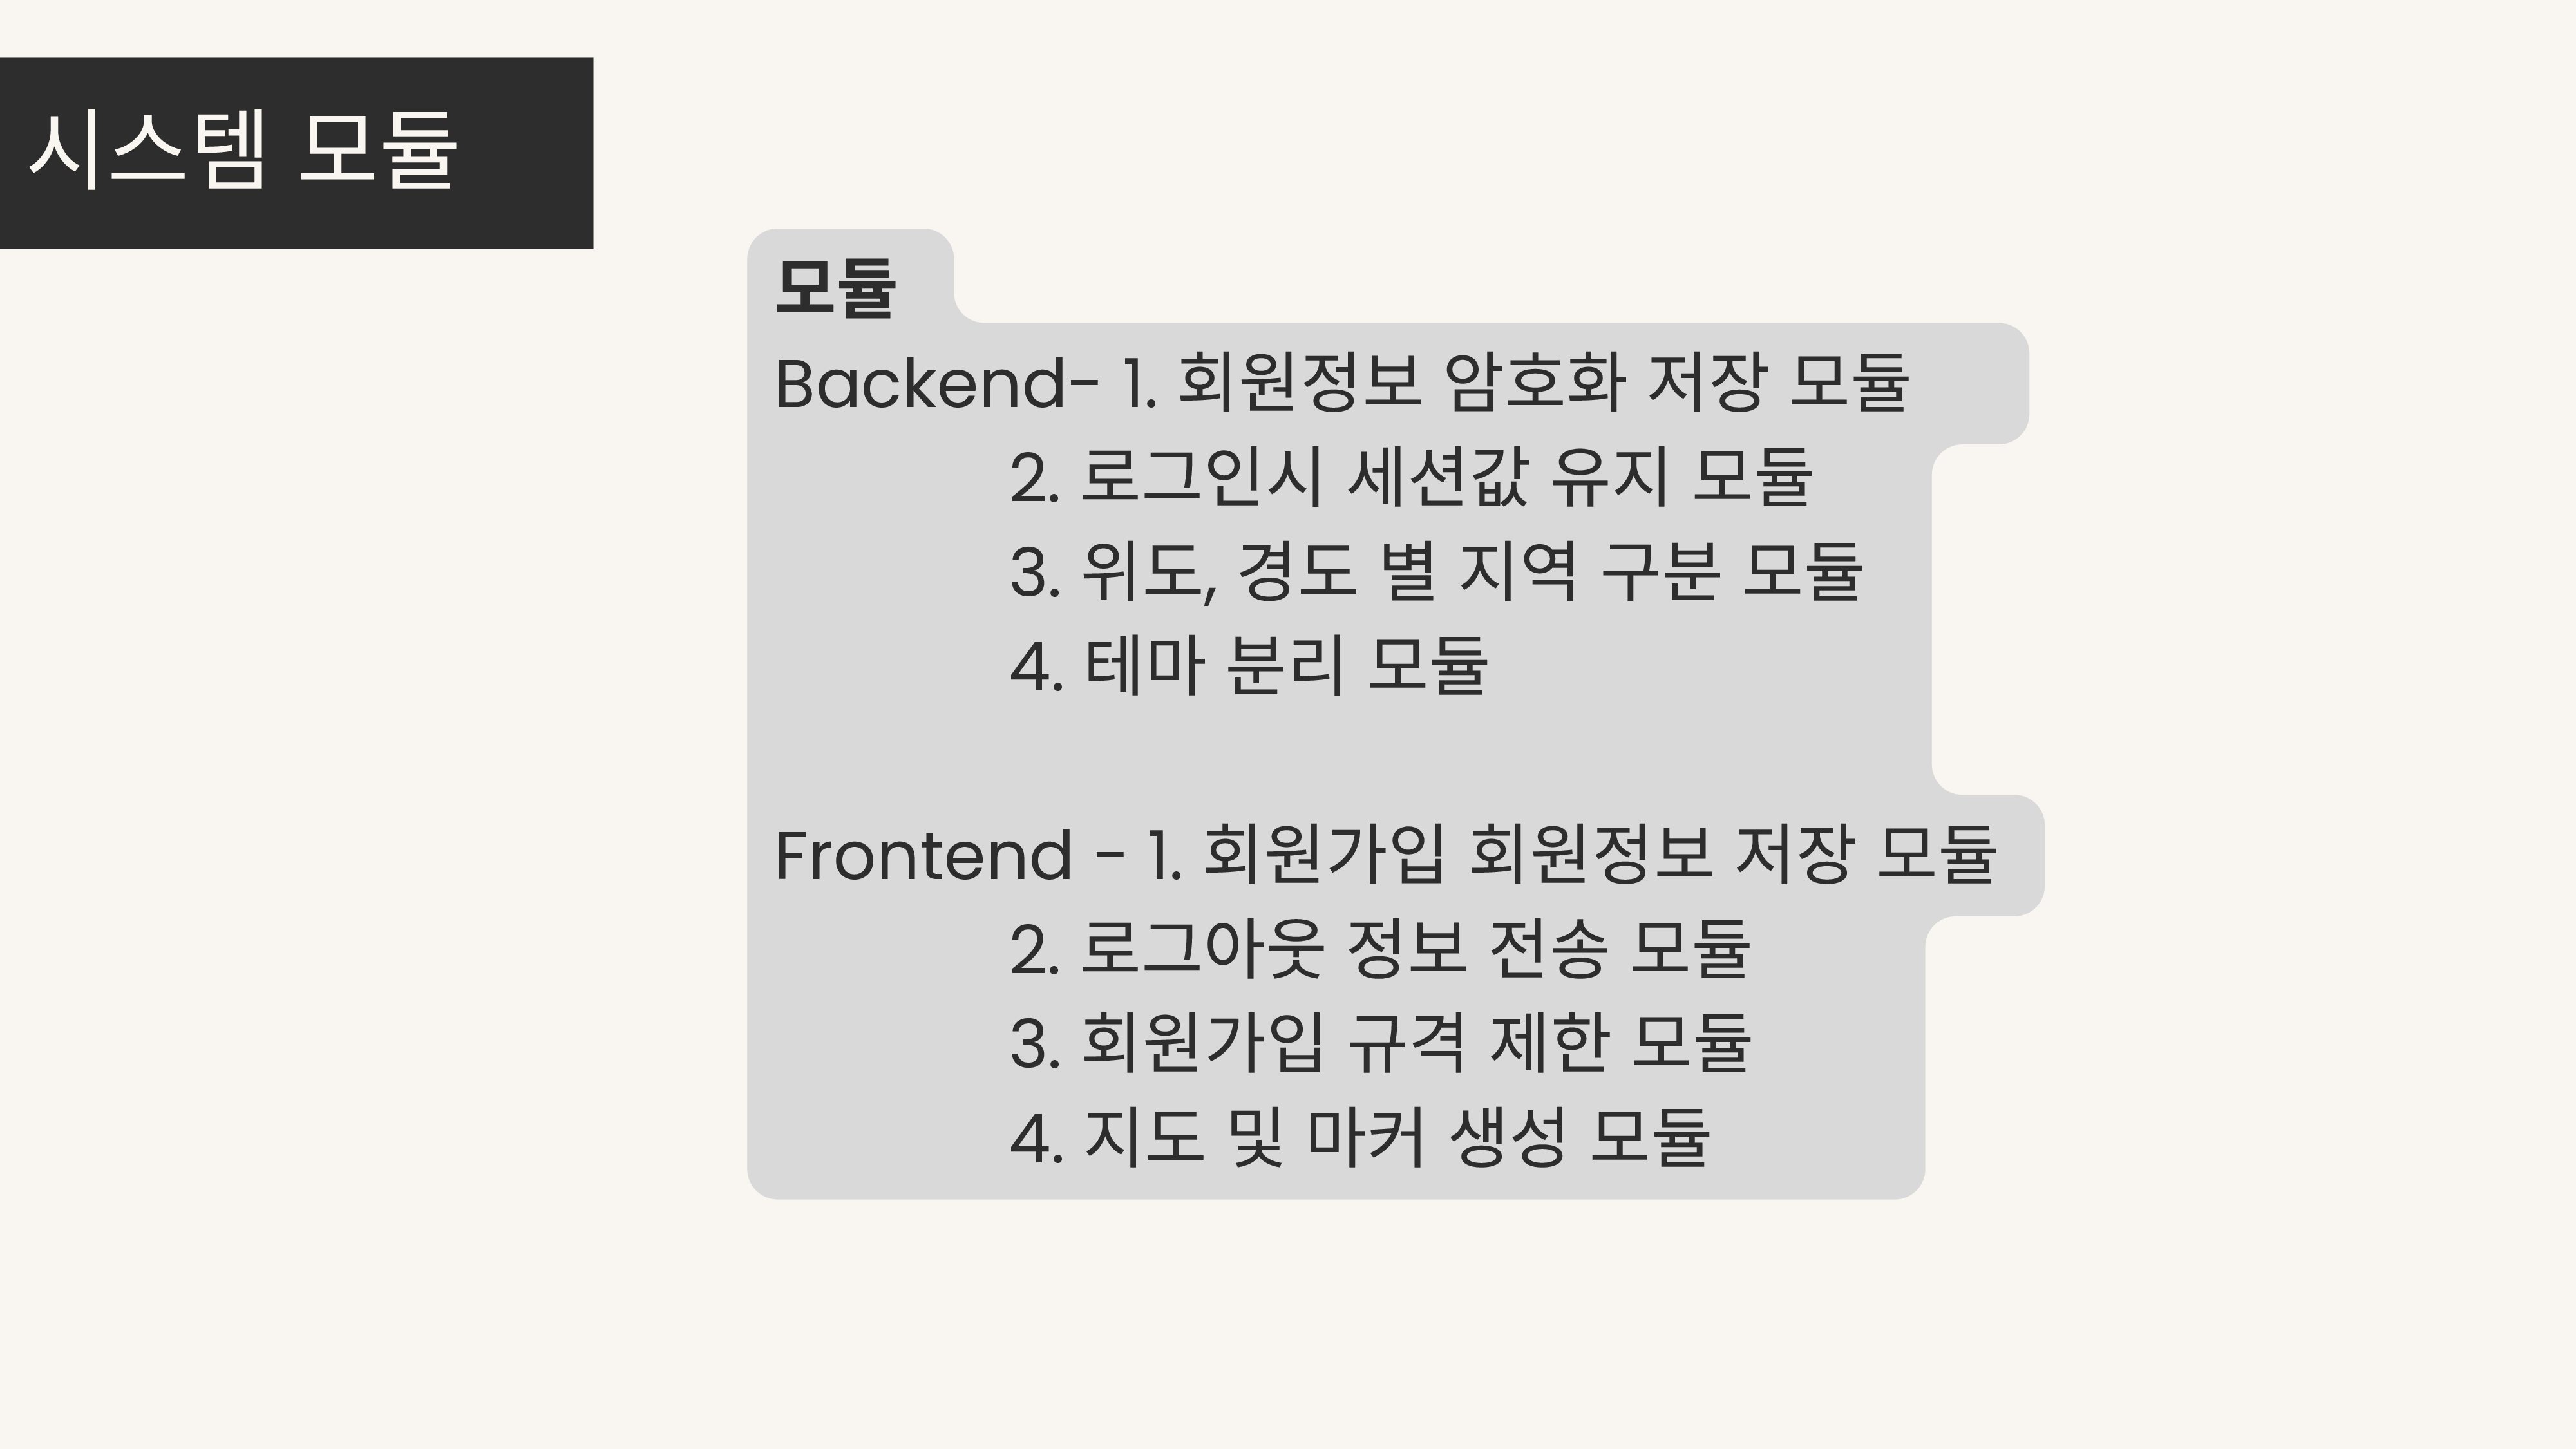 시스템 모듈
모듈
Backend- 1. 회원정보 암호화 저장 모듈
2. 로그인시 세션값 유지 모듈
3. 위도, 경도 별 지역 구분 모듈
4. 테마 분리 모듈
Frontend - 1. 회원가입 회원정보 저장 모듈
2. 로그아웃 정보 전송 모듈
3. 회원가입 규격 제한 모듈
4. 지도 및 마커 생성 모듈